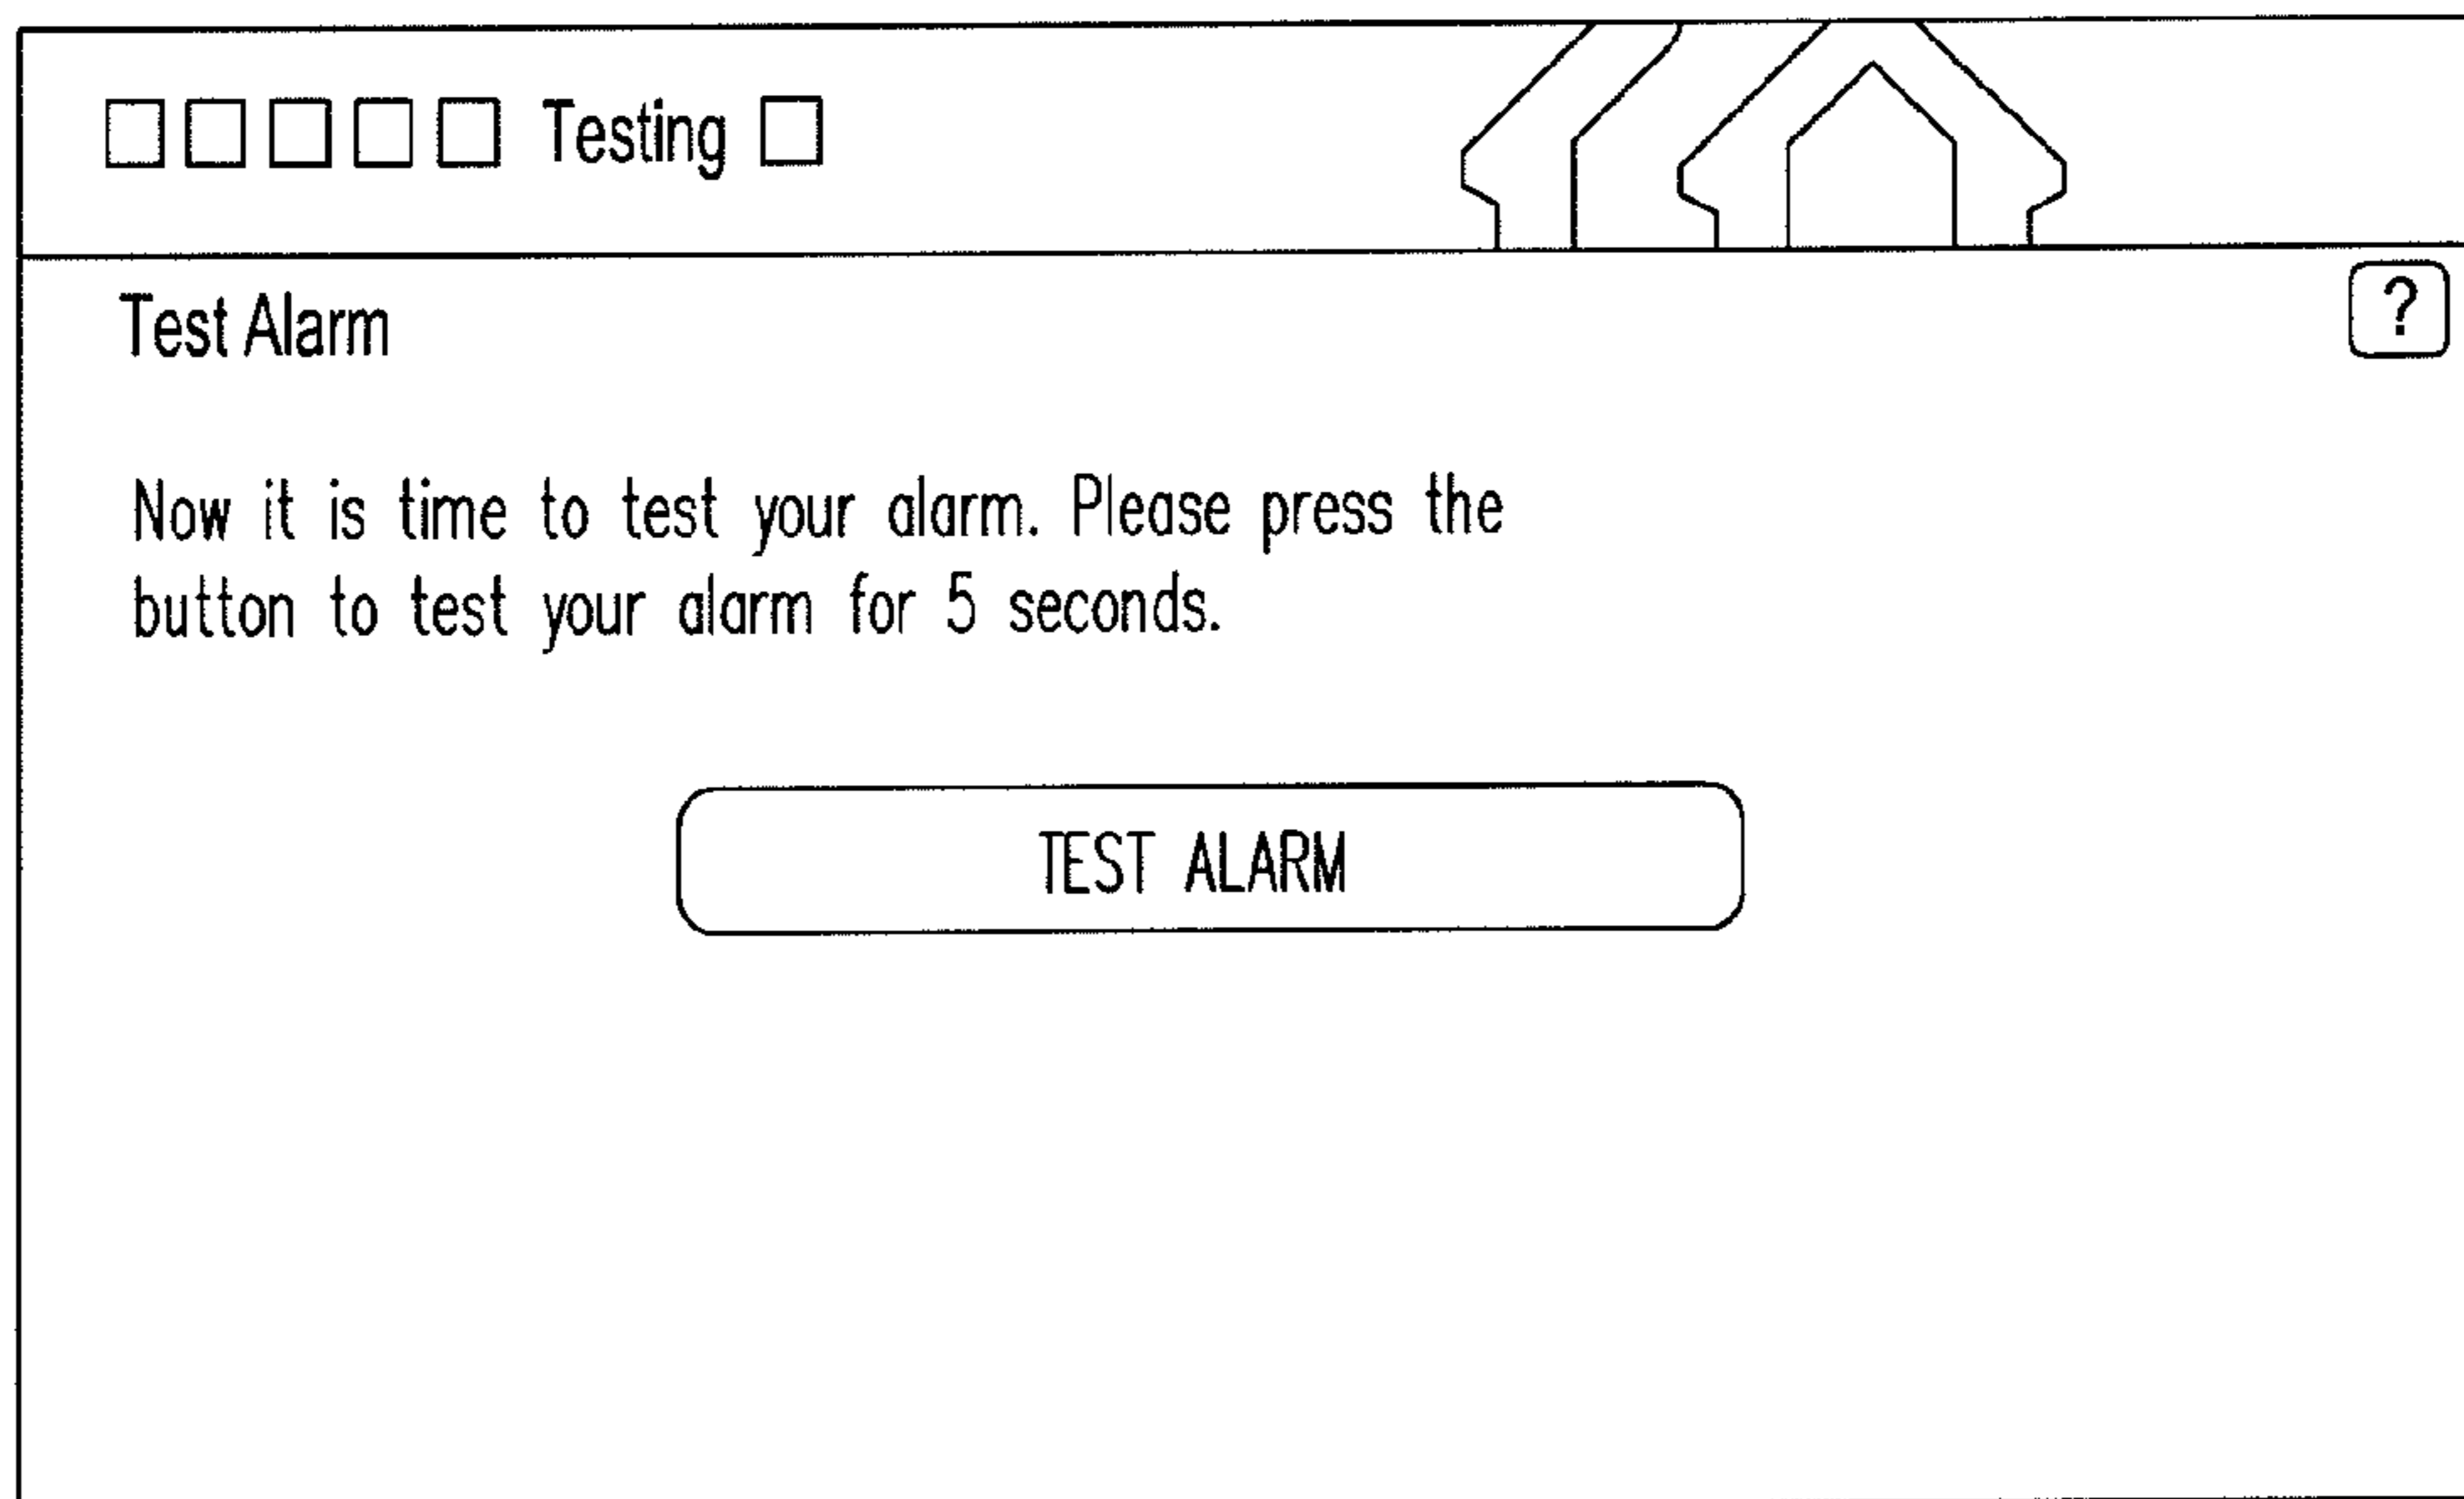 Testing
Test Alarm
?
Now it is time to test your alarm. Please press the
button to test your alarm for 5 seconds.
TEST ALARM